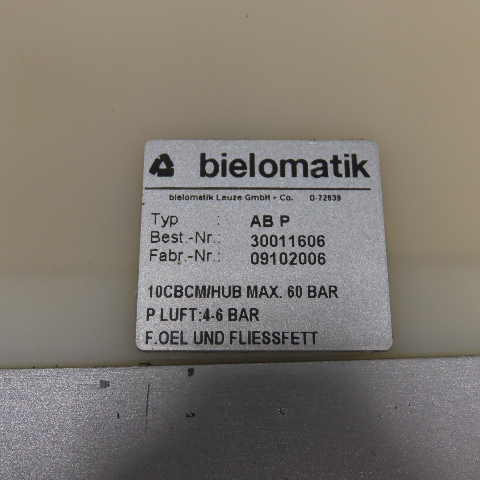 bielomatik
bielomatik Leuze GmbH + Co. D-72639
Typ : AB P
Best.-Nr.: 30011606
Fabr.-Nr.: 09102006
10CBCM/HUB MAX. 60 BAR
P LUFT:4-6 BAR
F.OEL UND FLIESSFETT